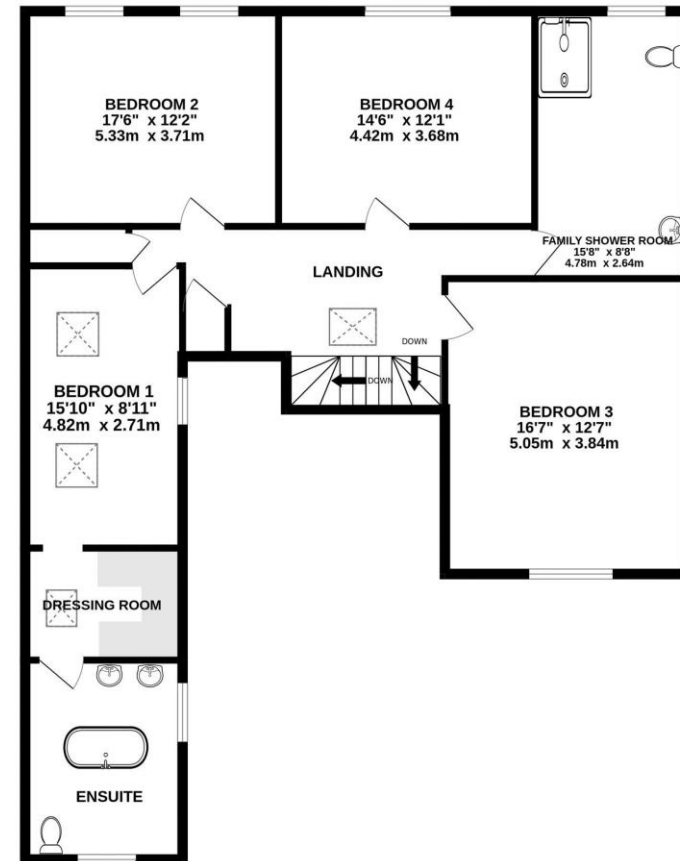 BEDROOM 2
17'6" x 12'2"
5.33m x 3.71m
BEDROOM 4
14'6" x 12'1"
4.42m x 3.68m
FAMILY SHOWER ROOM
15'8" x 8'8"
4.78m x 2.64m
LANDING
DOWN
DOWN
BEDROOM 1
15'10" x 8'11"
4.82m x 2.71m
BEDROOM 3
16'7" x 12'7"
5.05m x 3.84m
DRESSING ROOM
ENSUITE